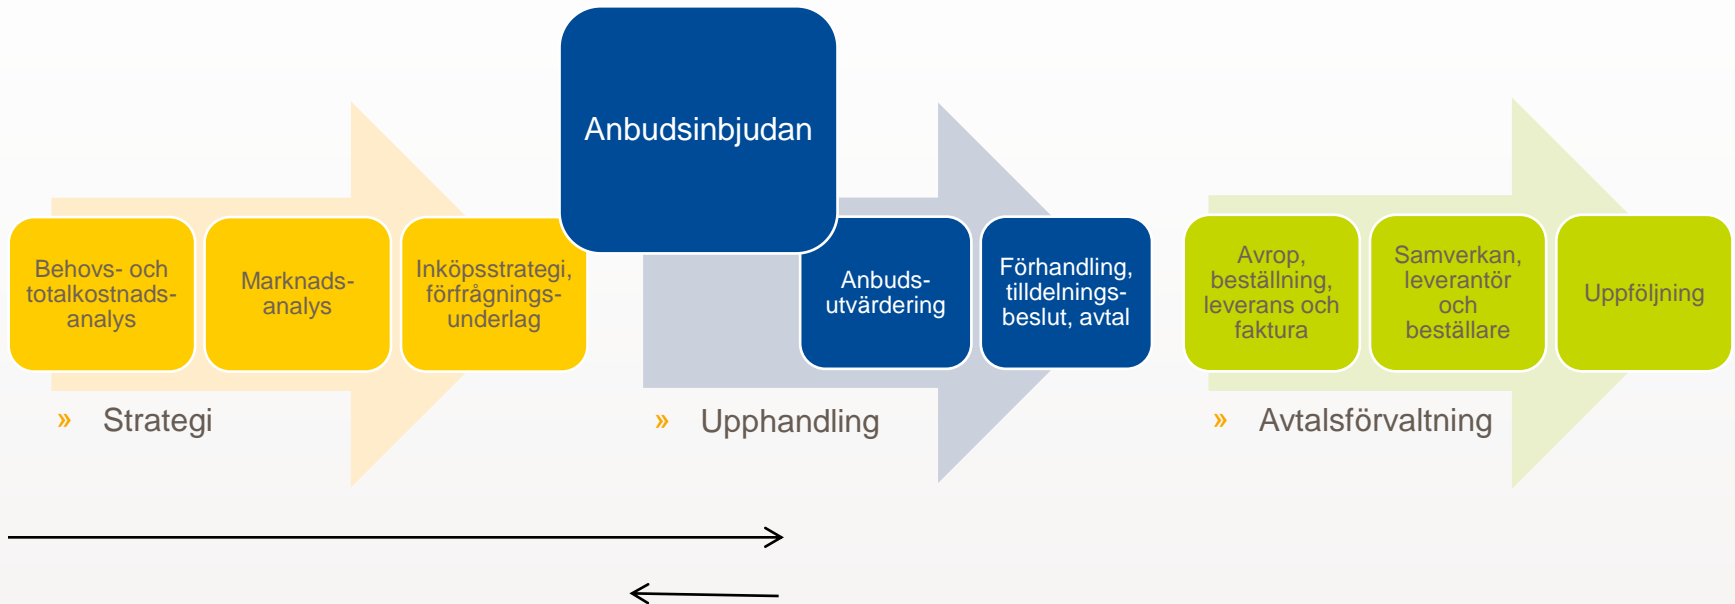 Anbudsinbjudan
Behovs- och
totalkostnads-
analys
Marknads-
analys
Inköpsstrategi,
förfrågnings-
underlag
Anbuds-
utvärdering
Förhandling,
tilldelnings-
beslut, avtal
Avrop,
beställning,
leverans och
faktura
Samverkan,
leverantör
och
beställare
Uppföljning
» Strategi
» Upphandling
» Avtalsförvaltning